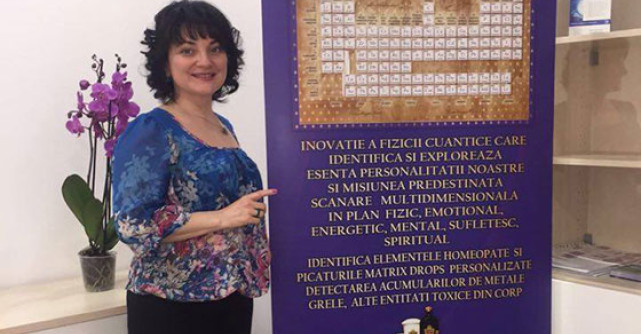 INOVATIE A FIZICII CUANTICE CARE
IDENTIFICA SI EXPLOREAZA
ESENTA PERSONALITATII NOASTRE
SI MISIUNEA PREDESTINATA
SCANARE MULTIDIMENSIONALA
IN PLAN FIZIC, EMOTIONAL,
ENERGETIC, MENTAL, SUFLETESC,
SPIRITUAL
IDENTIFICA ELEMENTELE HOMEOPATE SI
PICATURILE MATRIX DROPS PERSONALIZATE
DETECTAREA ACUMULARILOR DE METALE
GRELE, ALTE ENTITATI TOXICE DIN CORP